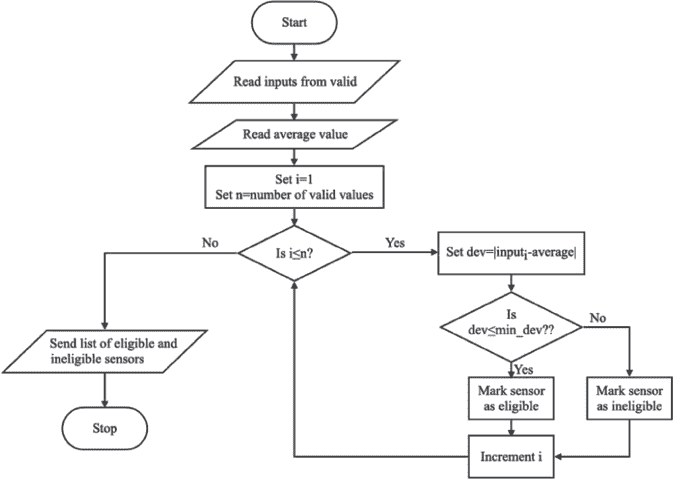 Start
Read inputs from valid
Read average value
Set i=1
Set n=number of valid values
Is i≤n?
No
Yes
Set dev=|inputi-average|
Is
dev≤min_dev??
No
Yes
Mark sensor
as eligible
Mark sensor
as ineligible
Increment i
Send list of eligible and
ineligible sensors
Stop